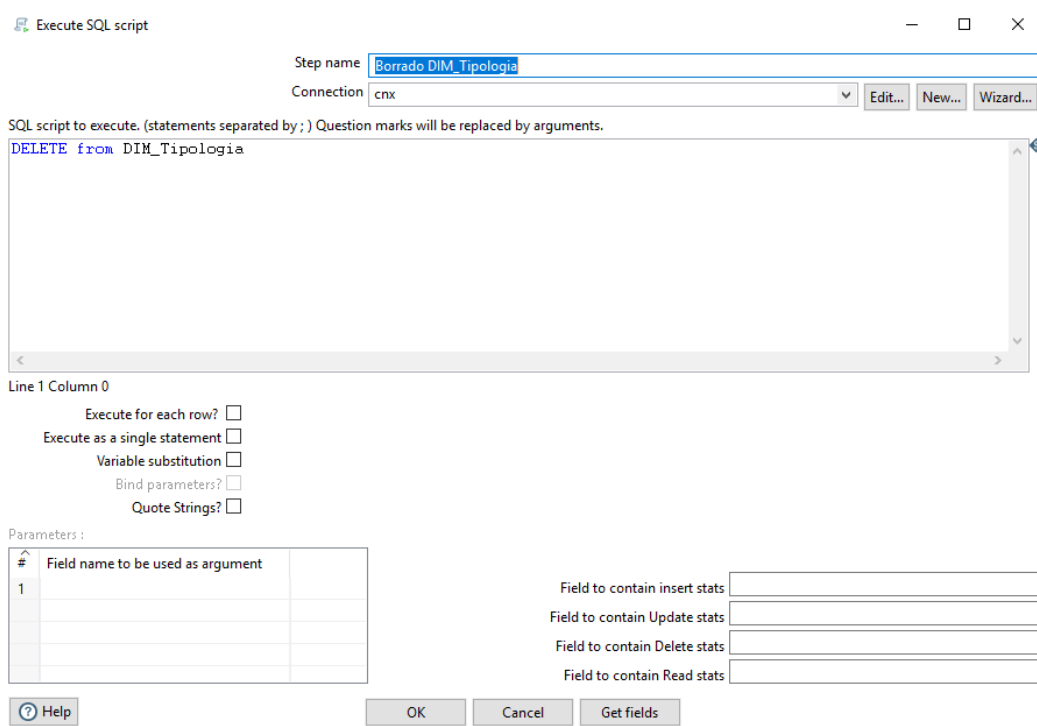 Execute SQL script
Step name Borrado DIM_Tipologia
Connection cnx Edit... New... Wizard...
SQL script to execute. (statements separated by ; ) Question marks will be replaced by arguments.
DELETE from DIM_Tipologia
Line 1 Column 0
Execute for each row?
Execute as a single statement
Variable substitution
Bind parameters?
Quote Strings?
Parameters :
# Field name to be used as argument
1
Field to contain insert stats
Field to contain Update stats
Field to contain Delete stats
Field to contain Read stats
Help OK Cancel Get fields